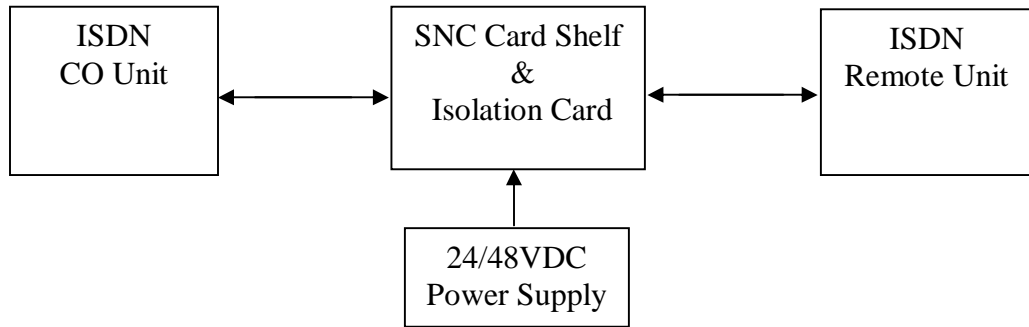 ISDN
CO Unit
SNC Card Shelf
&
Isolation Card
ISDN
Remote Unit
24/48VDC
Power Supply